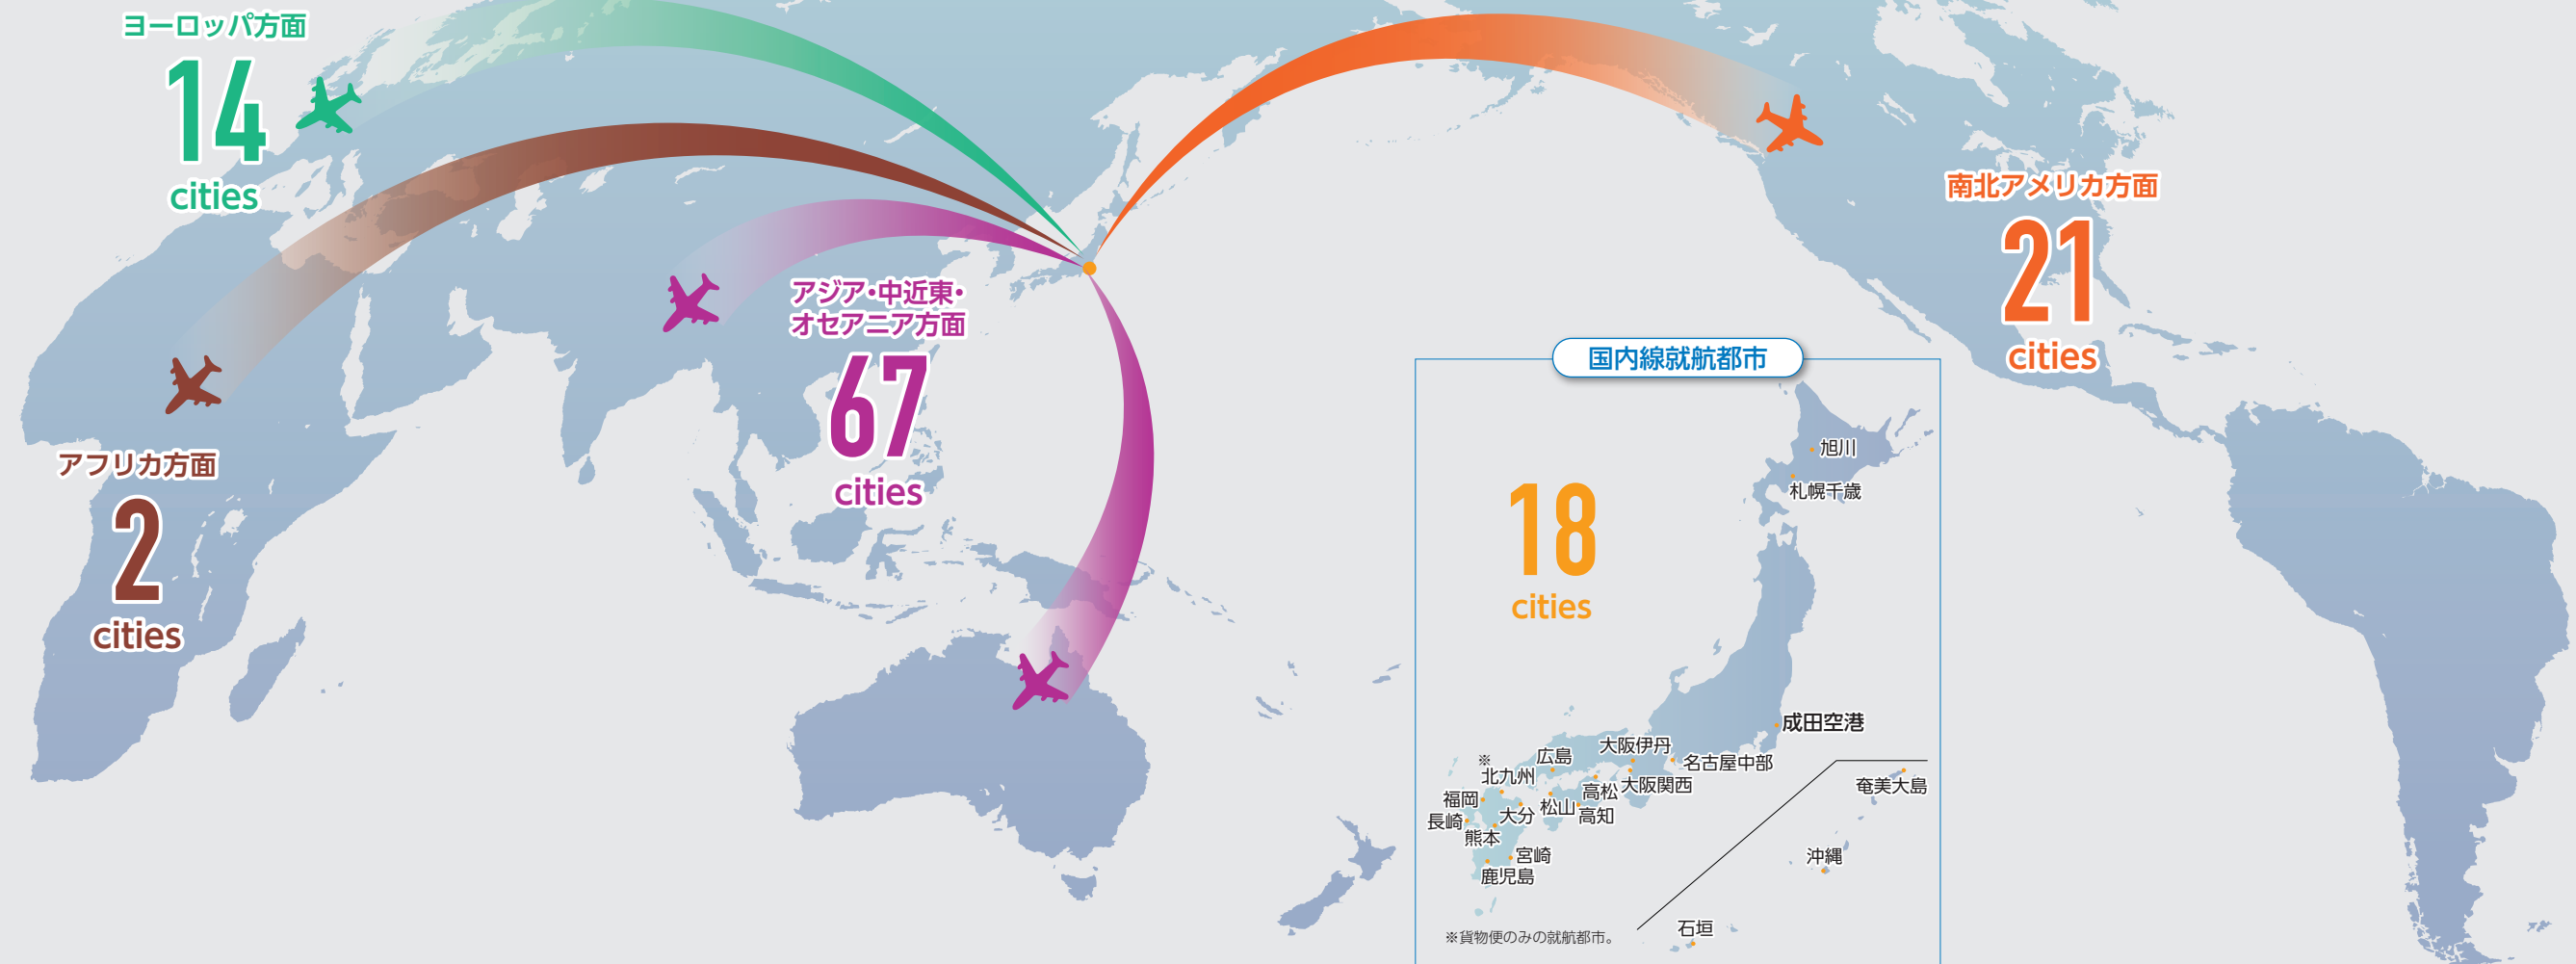 ヨーロッパ方面
14
cities
アフリカ方面
2
cities
アジア・中近東・
オセアニア方面
67
cities
南北アメリカ方面
21
cities
国内線就航都市
18
cities
旭川
札幌千歳
成田空港
名古屋中部
大阪伊丹
大阪関西
広島
高松
高知
松山
※
北九州
福岡
大分
長崎
熊本
宮崎
鹿児島
奄美大島
沖縄
石垣
※貨物便のみの就航都市。